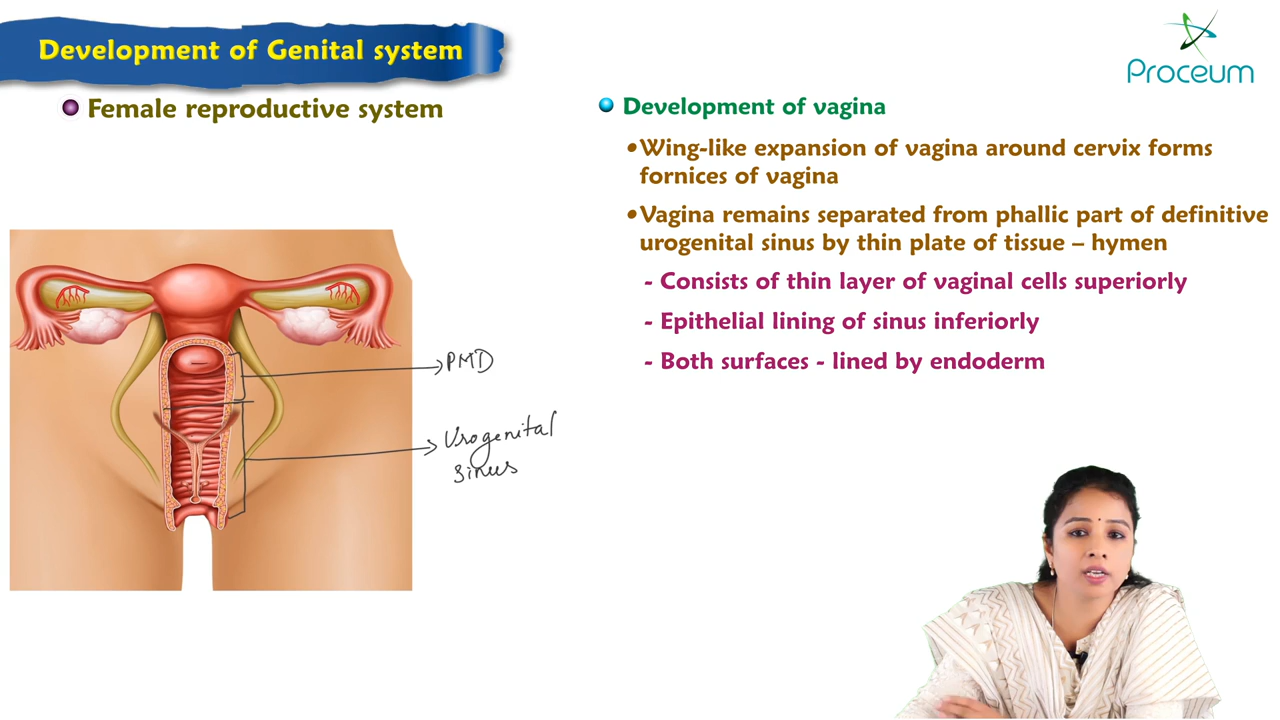 Development of Genital system
Proceum
Female reproductive system
Development of vagina
Wing-like expansion of vagina around cervix forms
fornices of vagina
Vagina remains separated from phallic part of definitive
urogenital sinus by thin plate of tissue – hymen
- Consists of thin layer of vaginal cells superiorly
- Epithelial lining of sinus inferiorly
- Both surfaces - lined by endoderm
PMD
Urogenital
Sinus